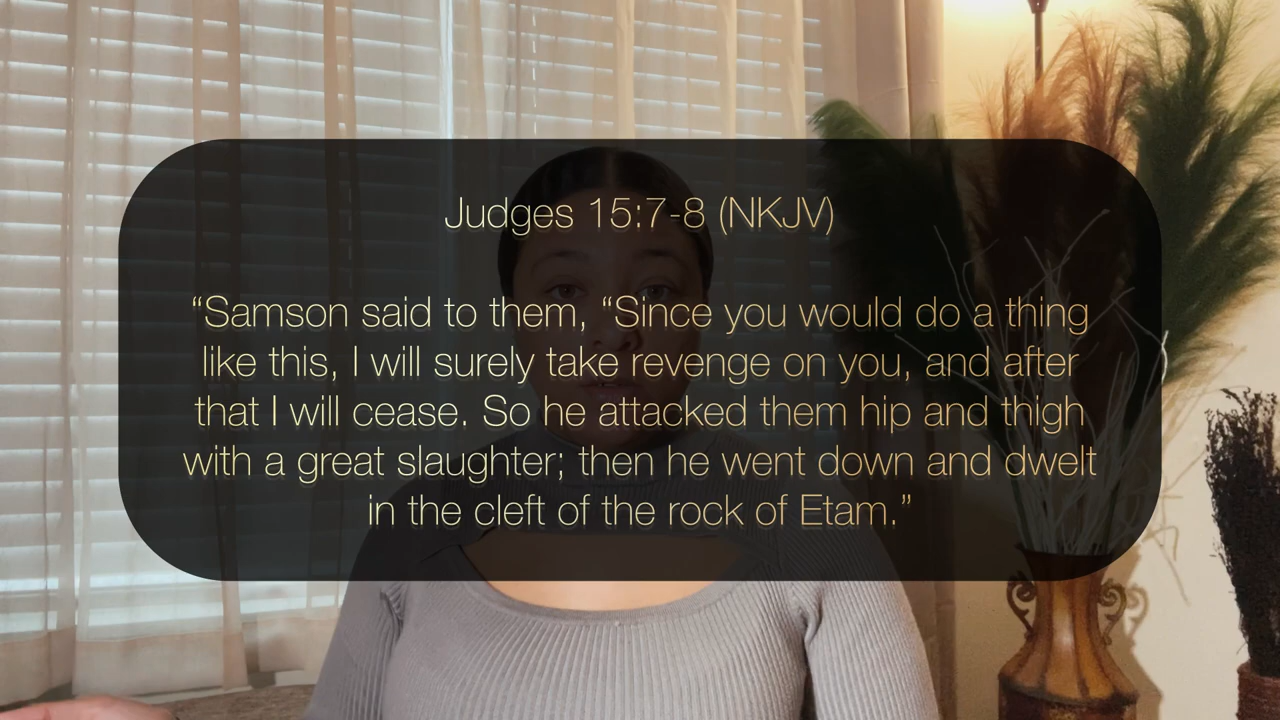 Judges 15:7-8 (NKJV)
“Samson said to them, “Since you would do a thing
like this, I will surely take revenge on you, and after
that I will cease. So he attacked them hip and thigh
with a great slaughter; then he went down and dwelt
in the cleft of the rock of Etam.”